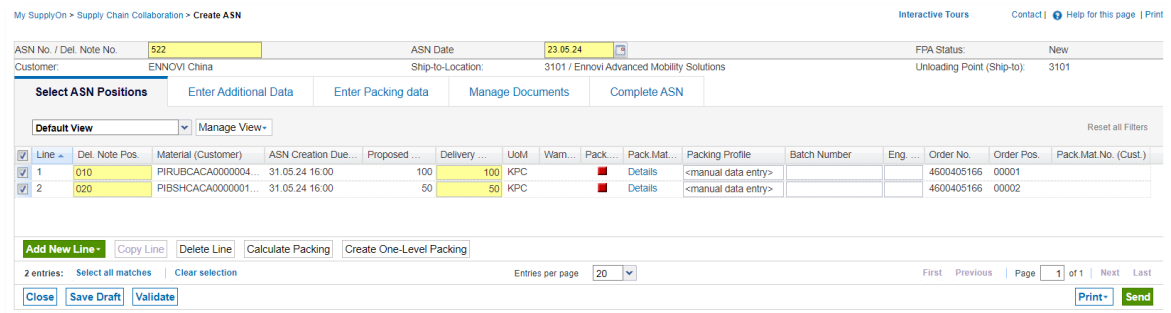 My SupplyOn > Supply Chain Collaboration > Create ASN Interactive Tours Contact | Help for this page | Print
ASN No. / Del. Note No. 522 ASN Date 23.05.24 FPA Status: New
Customer: ENNOVI China Ship-to-Location: 3101 / Ennovi Advanced Mobility Solutions Unloading Point (Ship-to): 3101
Select ASN Positions Enter Additional Data Enter Packing data Manage Documents Complete ASN
Default View Manage View Reset all Filters
Line Del. Note Pos. Material (Customer) ASN Creation Due... Proposed ... Delivery ... UoM Warn... Pack.... Pack.Mat... Packing Profile Batch Number Eng. ... Order No. Order Pos. Pack.Mat.No. (Cust.)
1 010 PIRUBCACA0000004... 31.05.24 16:00 100 100 KPC Details <manual data entry> 4600405166 00001
2 020 PIBSHCACA0000001... 31.05.24 16:00 50 50 KPC Details <manual data entry> 4600405166 00002
Add New Line Copy Line Delete Line Calculate Packing Create One-Level Packing
2 entries: Select all matches | Clear selection Entries per page 20 First Previous | Page 1 of 1 | Next Last
Close Save Draft Validate Print Send